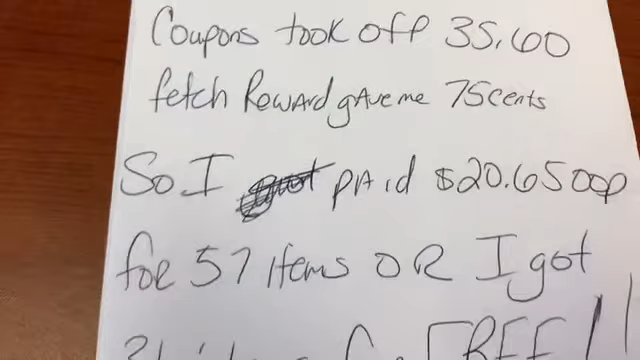 Coupons took off 35.60
fetch Reward gave me 75cents
So I paid $20.65 OOP
for 57 items OR I got
FREE!!